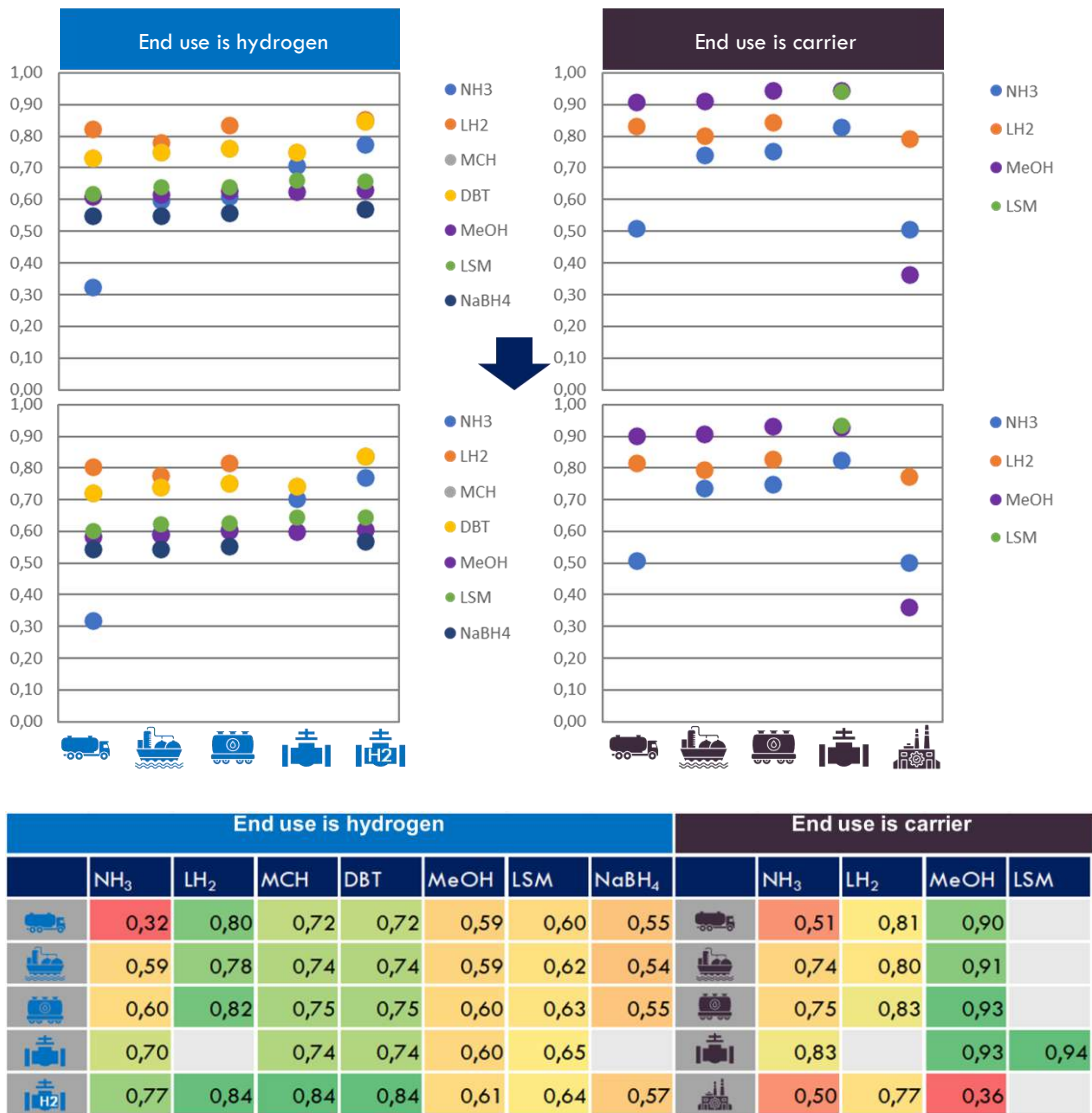 End use is hydrogen
End use is carrier
1,00
0,90
0,80
0,70
0,60
0,50
0,40
0,30
0,20
0,10
0,00
NH3
LH2
MCH
DBT
MeOH
LSM
NaBH4
1,00
0,90
0,80
0,70
0,60
0,50
0,40
0,30
0,20
0,10
0,00
NH3
LH2
MeOH
LSM
1,00
0,90
0,80
0,70
0,60
0,50
0,40
0,30
0,20
0,10
0,00
NH3
LH2
MCH
DBT
MeOH
LSM
NaBH4
H2
1,00
0,90
0,80
0,70
0,60
0,50
0,40
0,30
0,20
0,10
0,00
NH3
LH2
MeOH
LSM
End use is hydrogen End use is carrier
NH₃ LH₂ MCH DBT MeOH LSM NaBH₄ NH₃ LH₂ MeOH LSM
0,32 0,80 0,72 0,72 0,59 0,60 0,55 0,51 0,81 0,90
0,59 0,78 0,74 0,74 0,59 0,62 0,54 0,74 0,80 0,91
0,60 0,82 0,75 0,75 0,60 0,63 0,55 0,75 0,83 0,93
0,70 0,74 0,74 0,60 0,65 0,83 0,93 0,94
H2 0,77 0,84 0,84 0,84 0,61 0,64 0,57 0,50 0,77 0,36